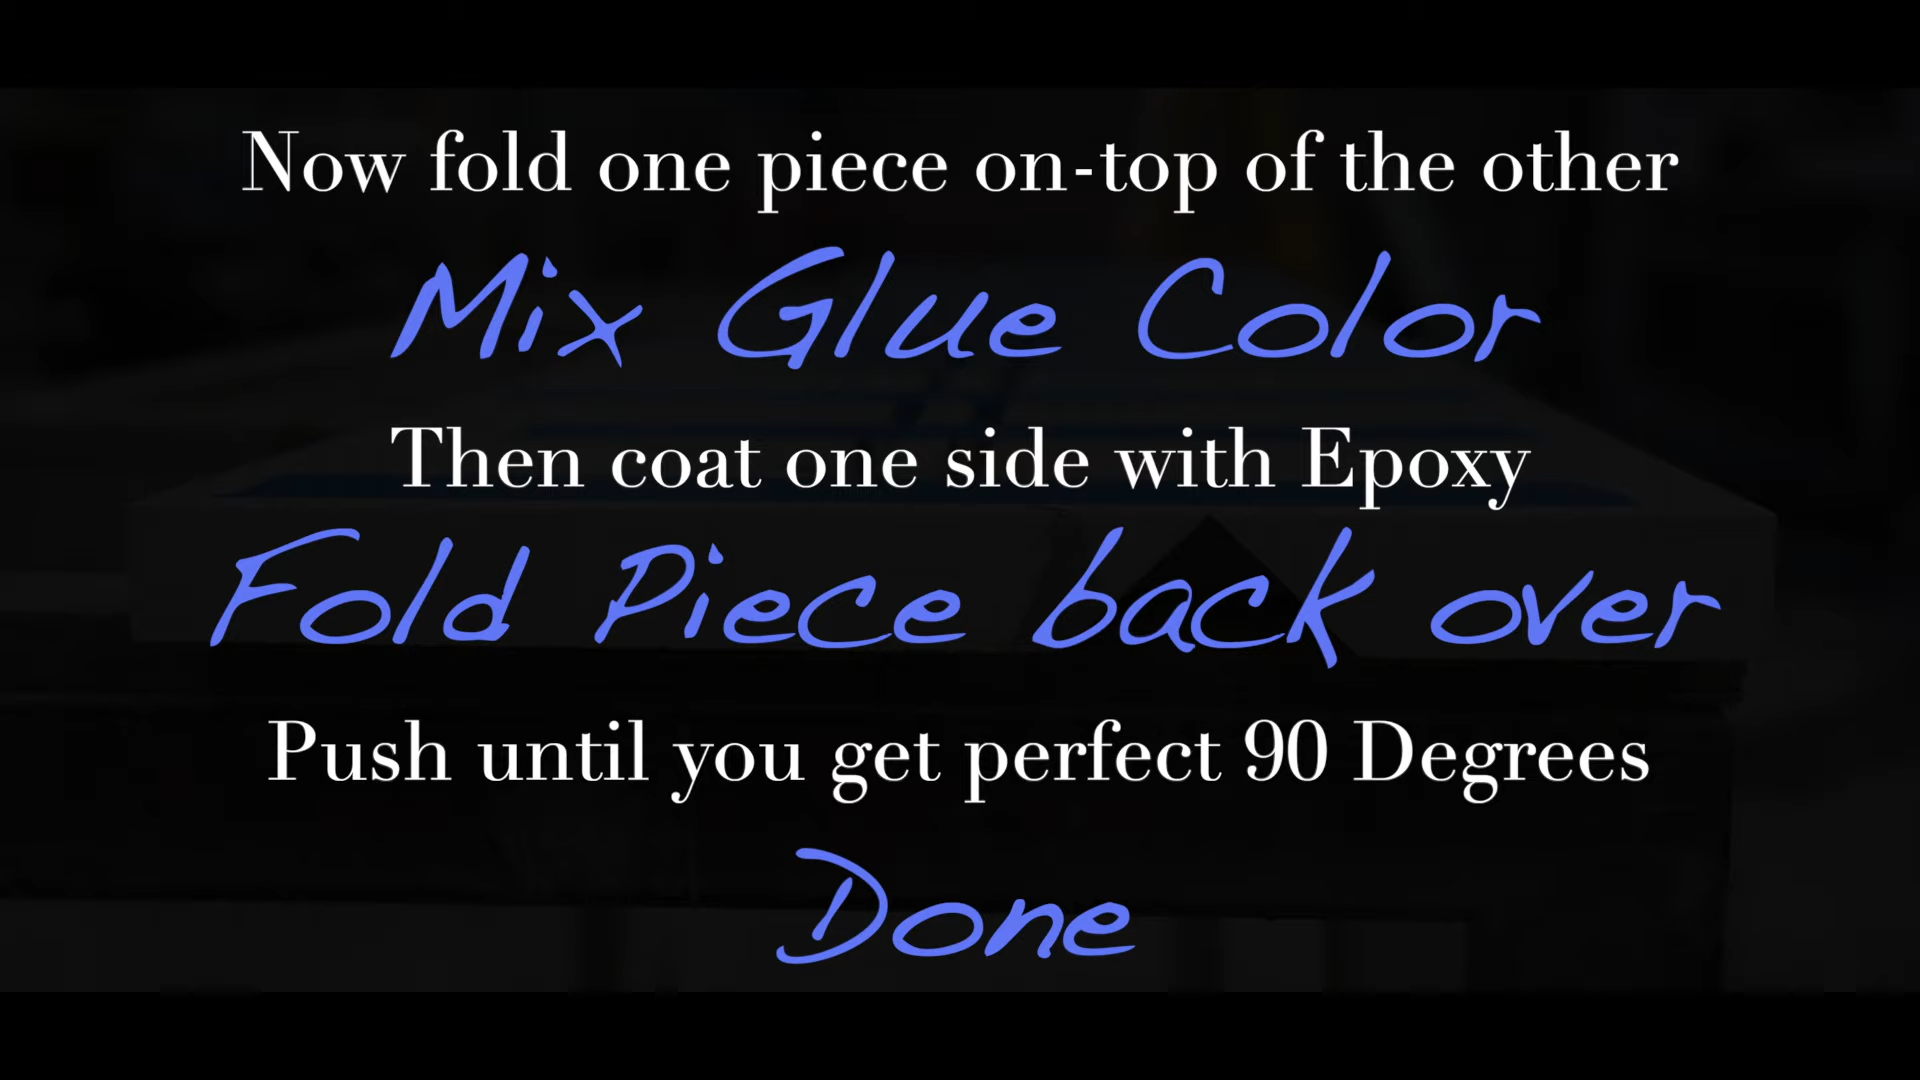 Now fold one piece on-top of the other
Mix Glue Color
Then coat one side with Epoxy
Fold Piece back over
Push until you get perfect 90 Degrees
Done